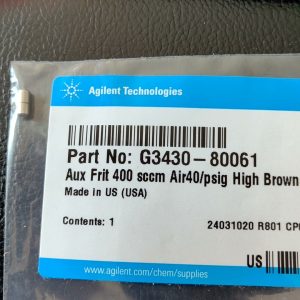 Agilent Technologies
Part No: G3430-80061
Aux Frit 400 sccm Air40/psig High Brown
Made in US (USA)
Contents: 1
24031020 R801 CP
US
www.agilent.com/chem/supplies